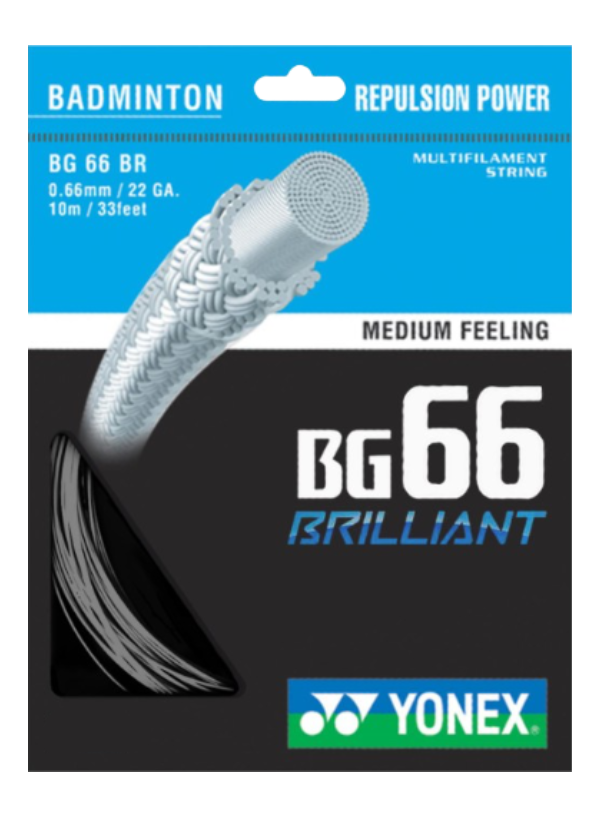 BADMINTON
REPULSION POWER
BG 66 BR
0.66mm / 22 GA.
10m / 33feet
MULTIFILAMENT
STRING
MEDIUM FEELING
BG66
BRILLIANT
YONEX®